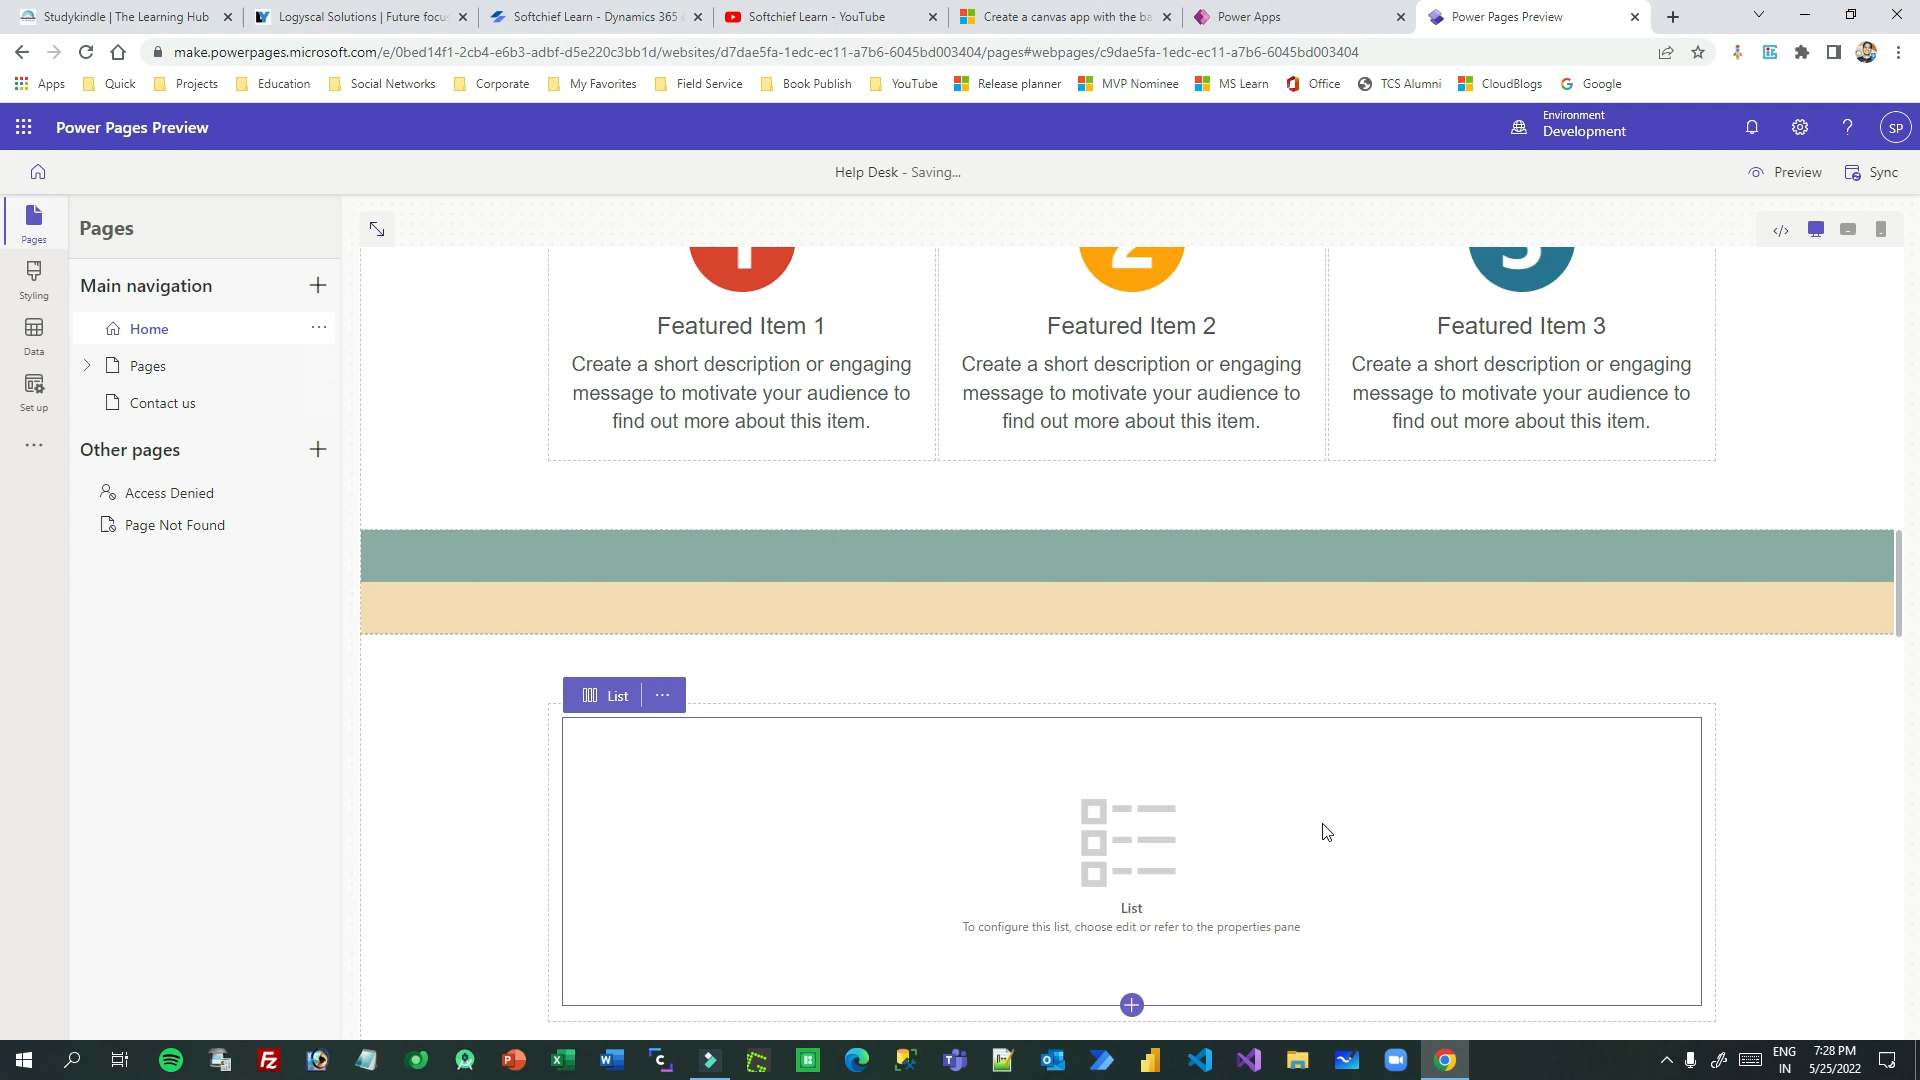 Studykindle | The Learning Hub
Logyscal Solutions | Future focu
Softchief Learn - Dynamics 365
Softchief Learn - YouTube
Create a canvas app with the ba
Power Apps
Power Pages Preview
make.powerpages.microsoft.com/e/0bed14f1-2cb4-e6b3-adbf-d5e220c3bb1d/websites/d7dae5fa-1edc-ec11-a7b6-6045bd003404/pages#webpages/c9dae5fa-1edc-ec11-a7b6-6045bd003404
Apps Quick Projects Education Social Networks Corporate My Favorites Field Service Book Publish YouTube Release planner MVP Nominee MS Learn Office TCS Alumni CloudBlogs Google
Power Pages Preview
Environment
Development
SP
Help Desk - Saving...
Preview
Sync
Pages
Styling
Data
Set up
Pages
Main navigation
Home
Pages
Contact us
Other pages
Access Denied
Page Not Found
1
2
3
Featured Item 1
Create a short description or engaging
message to motivate your audience to
find out more about this item.
Featured Item 2
Create a short description or engaging
message to motivate your audience to
find out more about this item.
Featured Item 3
Create a short description or engaging
message to motivate your audience to
find out more about this item.
List
List
To configure this list, choose edit or refer to the properties pane
ENG
IN
7:28 PM
5/25/2022